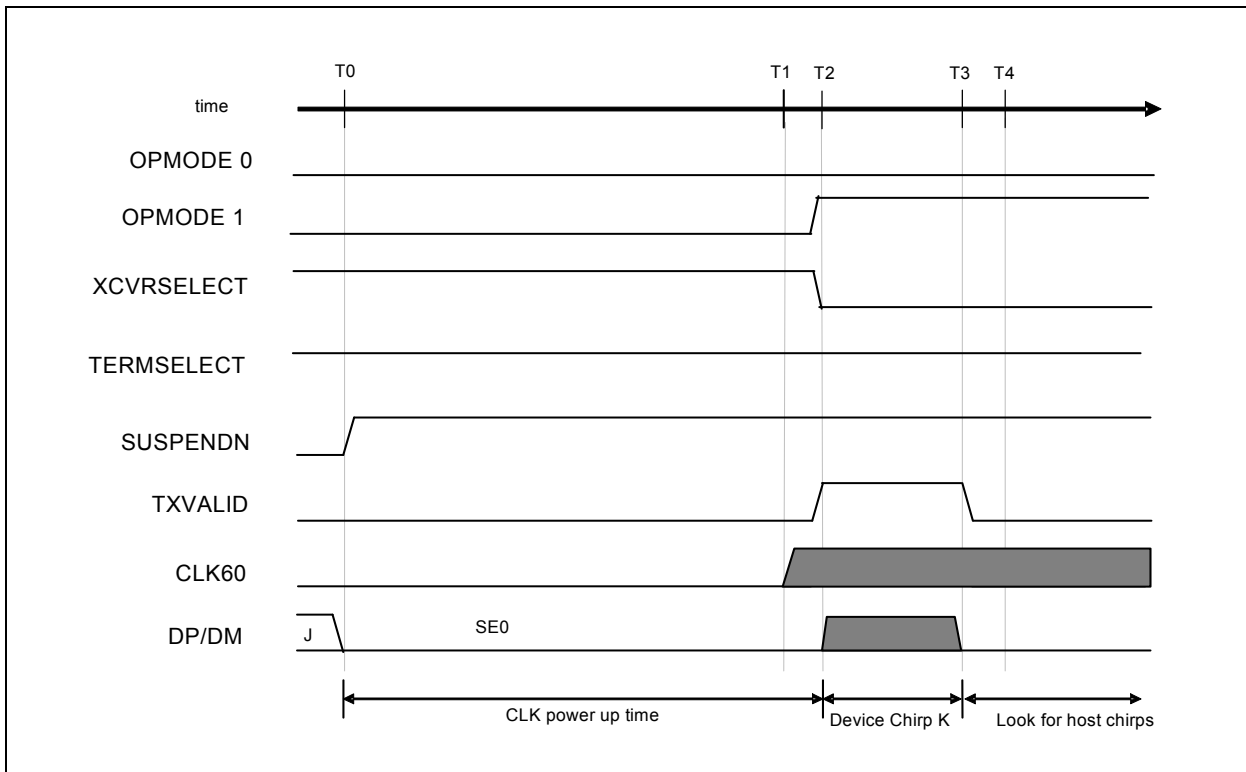 T0 T1 T2 T3 T4
time
OPMODE 0
OPMODE 1
XCVRSELECT
TERMSELECT
SUSPENDN
TXVALID
CLK60
DP/DM J SE0
CLK power up time Device Chirp K Look for host chirps